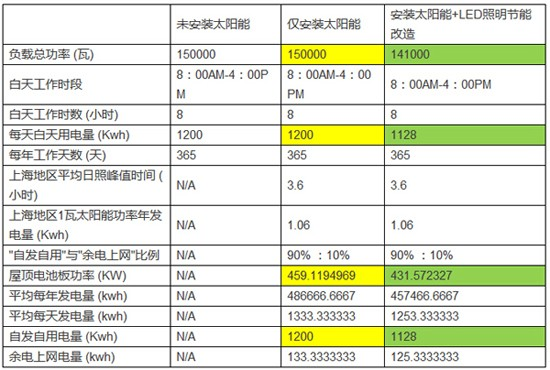 未安装太阳能 仅安装太阳能 安装太阳能+LED照明节能
改造
负载总功率 (瓦) 150000 150000 141000
白天工作时段 8：00AM-4：00P 8：00AM-4：00 8：00AM-4：00PM
M PM
白天工作时数 (小时) 8 8 8
每天白天用电量 (Kwh) 1200 1200 1128
每年工作天数 (天) 365 365 365
上海地区平均日照峰值时间 ( N/A 3.6 3.6
小时)
上海地区1瓦太阳能功率年发 N/A 1.06 1.06
电量 (Kwh)
"自发自用"与"余电上网"比例 N/A 90% ：10% 90% ：10%
屋顶电池板功率 (KW) N/A 459.1194969 431.572327
平均每年发电量 (kwh) N/A 486666.6667 457466.6667
平均每天发电量 (kwh) N/A 1333.333333 1253.333333
自发自用电量 (Kwh) N/A 1200 1128
余电上网电量 (kwh) N/A 133.3333333 125.3333333